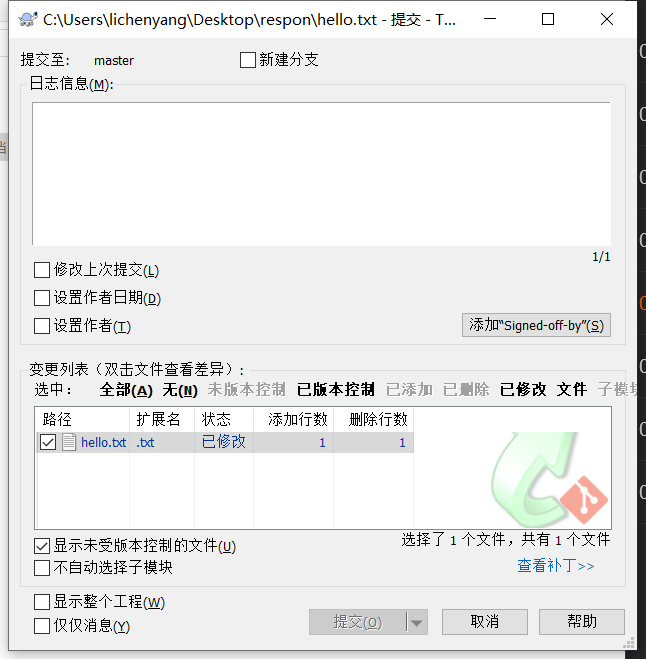 C:\Users\lichenyang\Desktop\respon\hello.txt - 提交 - T...
提交至: master 新建分支
日志信息(M):
1/1
修改上次提交(L)
设置作者日期(D)
设置作者(T) 添加“Signed-off-by”(S)
变更列表（双击文件查看差异）:
选中： 全部(A) 无(N) 未版本控制 已版本控制 已添加 已删除 已修改 文件 子模块
路径 扩展名 状态 添加行数 删除行数
hello.txt .txt 已修改 1 1
显示未受版本控制的文件(U) 选择了 1 个文件，共有 1 个文件
不自动选择子模块 查看补丁>>
显示整个工程(W)
仅仅消息(Y) 提交(O) 取消 帮助